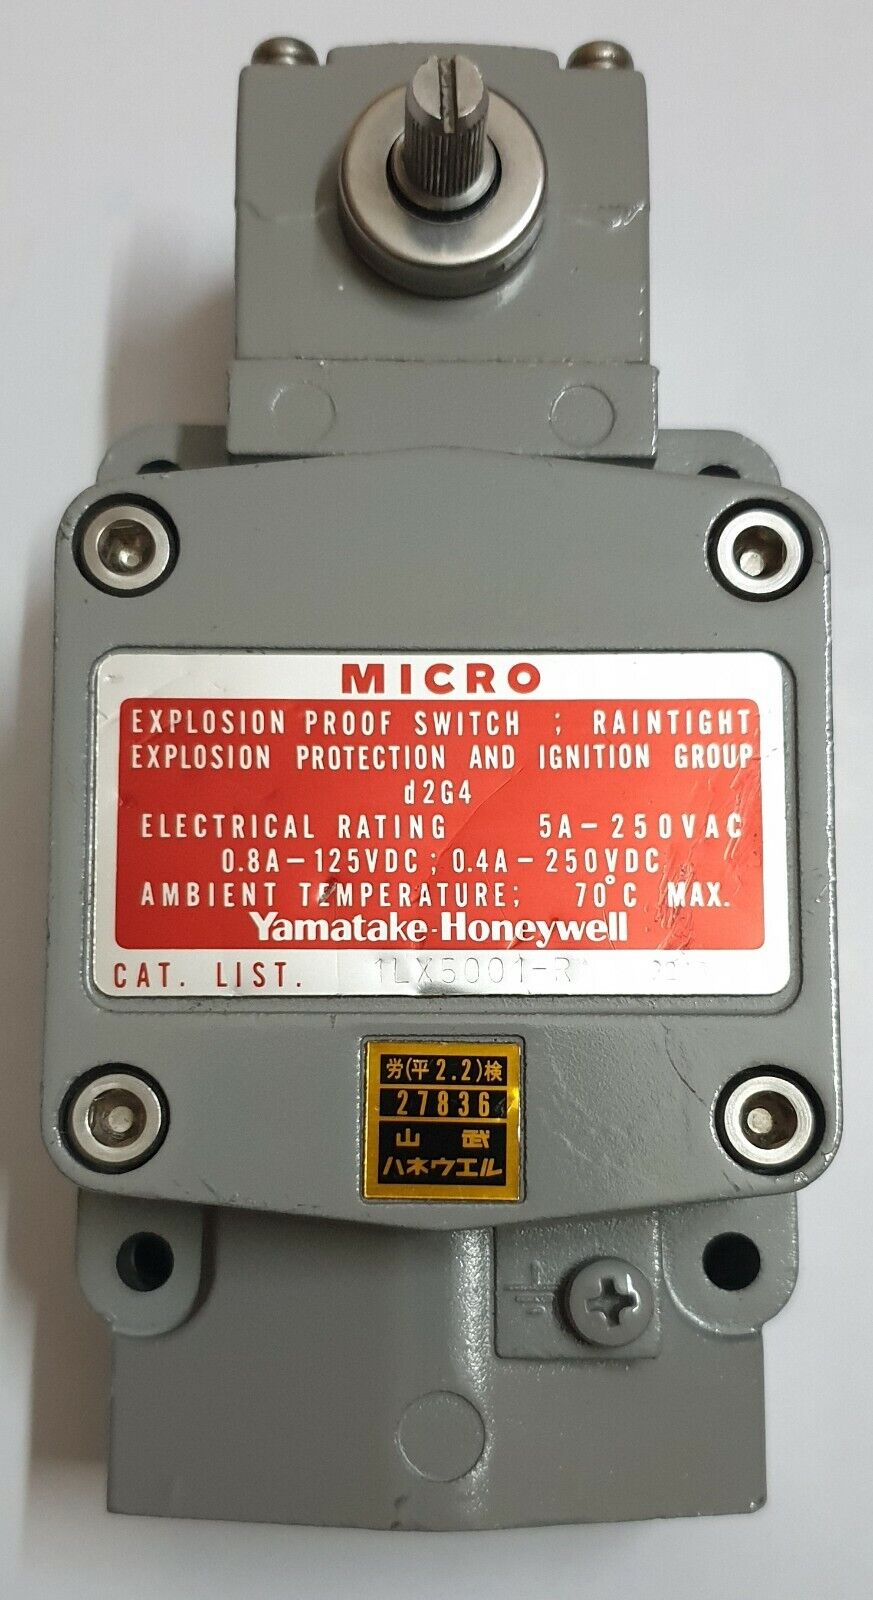 MICRO
EXPLOSION PROOF SWITCH ; RAINTIGHT
EXPLOSION PROTECTION AND IGNITION GROUP
d2G4
ELECTRICAL RATING 5A-250VAC
0.8A-125VDC; 0.4A-250VDC
AMBIENT TEMPERATURE; 70°C MAX.
Yamatake-Honeywell
CAT. LIST. 1LX5001-R
労(平2.2)検
27836
山武
ハネウエル